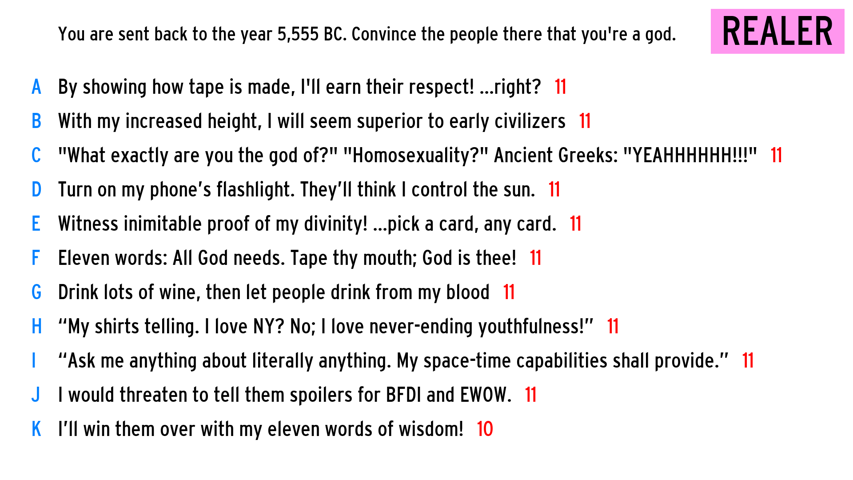 You are sent back to the year 5,555 BC. Convince the people there that you're a god.
REALER
A By showing how tape is made, I'll earn their respect! ...right? 11
B With my increased height, I will seem superior to early civilizers 11
C "What exactly are you the god of?" "Homosexuality?" Ancient Greeks: "YEAHHHHHH!!!" 11
D Turn on my phone’s flashlight. They’ll think I control the sun. 11
E Witness inimitable proof of my divinity! ...pick a card, any card. 11
F Eleven words: All God needs. Tape thy mouth; God is thee! 11
G Drink lots of wine, then let people drink from my blood 11
H “My shirts telling. I love NY? No; I love never-ending youthfulness!” 11
I “Ask me anything about literally anything. My space-time capabilities shall provide.” 11
J I would threaten to tell them spoilers for BFDI and EWOW. 11
K I’ll win them over with my eleven words of wisdom! 10